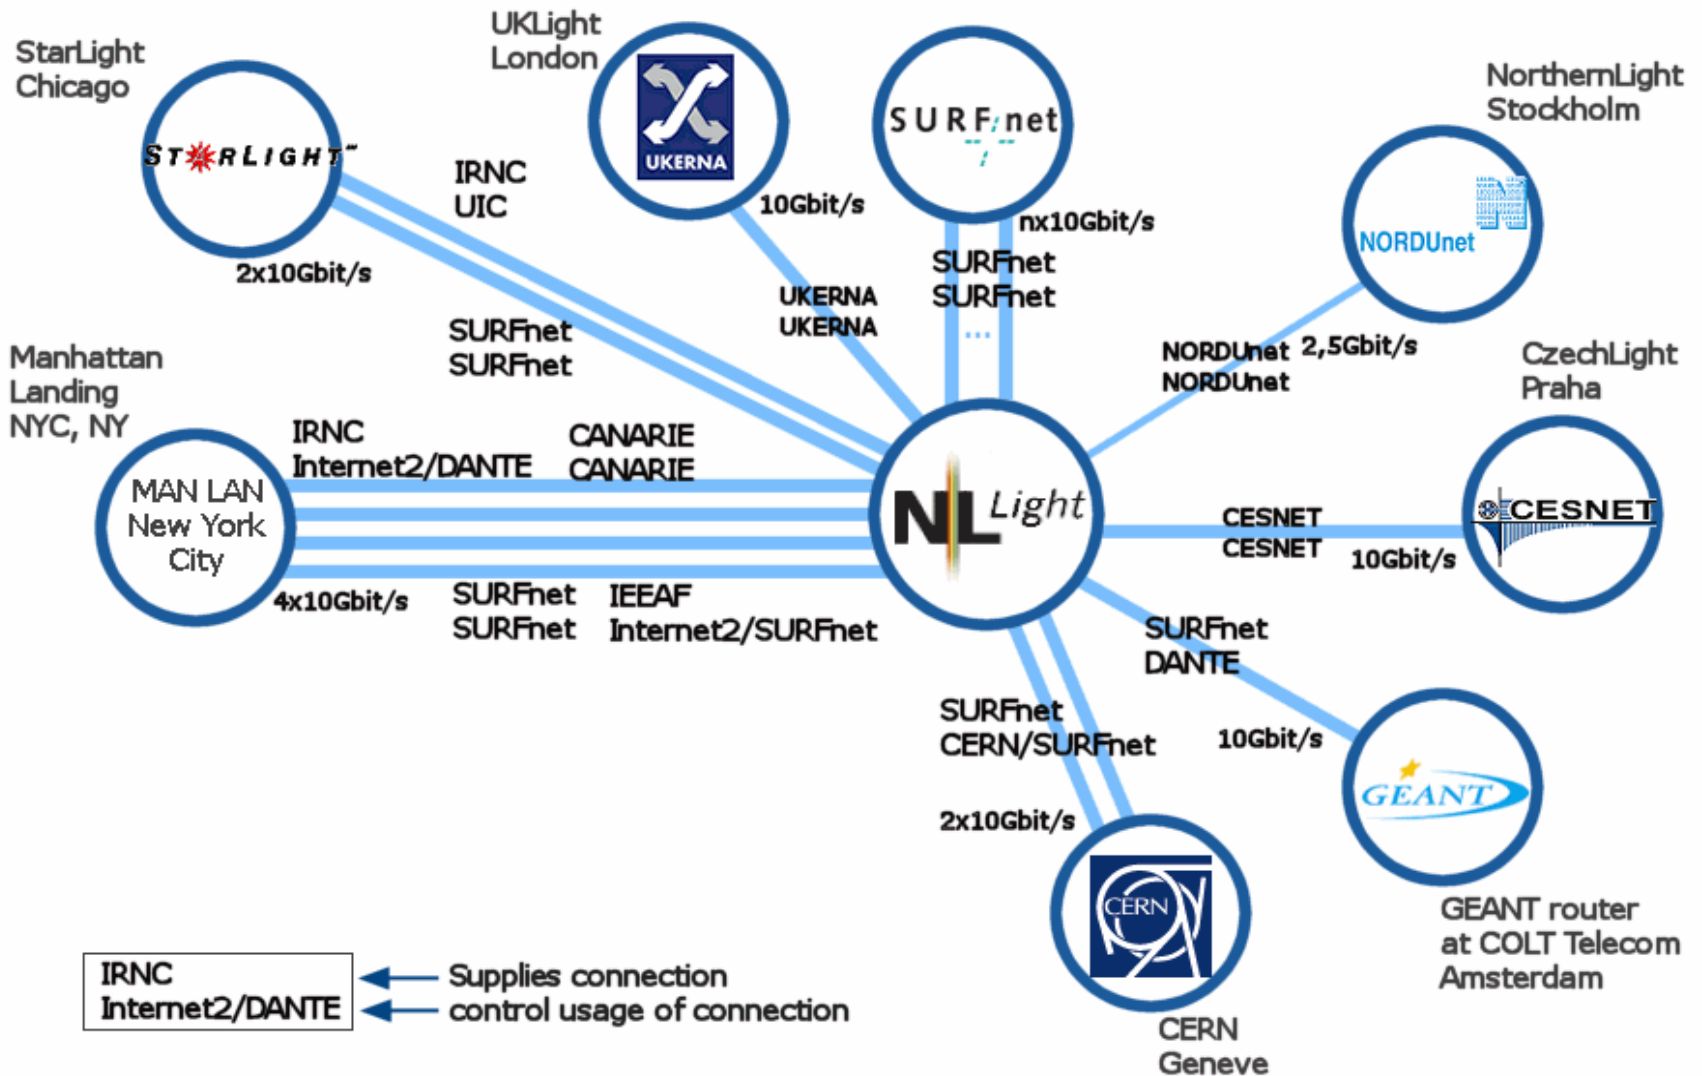 StarLight
Chicago
STARLIGHT™
2x10Gbit/s
IRNC
UIC
SURFnet
SURFnet
UKLight
London
UKERNA
10Gbit/s
UKERNA
UKERNA
SURFnet
nx10Gbit/s
SURFnet
SURFnet
...
NorthernLight
Stockholm
N
NORDUnet
2,5Gbit/s
NORDUnet
NORDUnet
Manhattan
Landing
NYC, NY
MAN LAN
New York
City
4x10Gbit/s
IRNC
Internet2/DANTE
CANARIE
CANARIE
SURFnet
SURFnet
IEEAF
Internet2/SURFnet
NL Light
CzechLight
Praha
CESNET
10Gbit/s
CESNET
CESNET
SURFnet
DANTE
10Gbit/s
GEANT
GEANT router
at COLT Telecom
Amsterdam
SURFnet
CERN/SURFnet
2x10Gbit/s
CERN
CERN
Geneve
IRNC
Internet2/DANTE
Supplies connection
control usage of connection